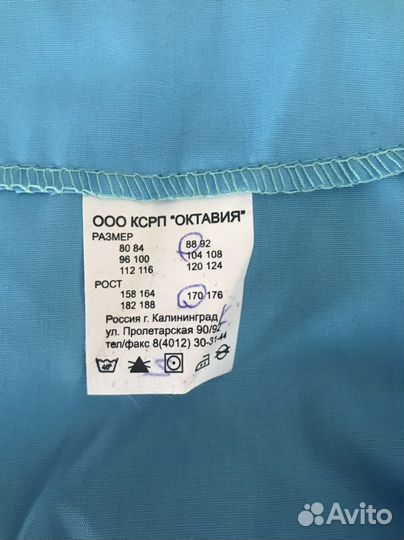 ООО КСРП "ОКТАВИЯ"
РАЗМЕР
80 84 88 92
96 100 104 108
112 116 120 124
РОСТ
158 164 170 176
182 188
Россия г. Калининград
ул. Пролетарская 90/92
тел/факс 8(4012) 30-31-44
40°
Avito